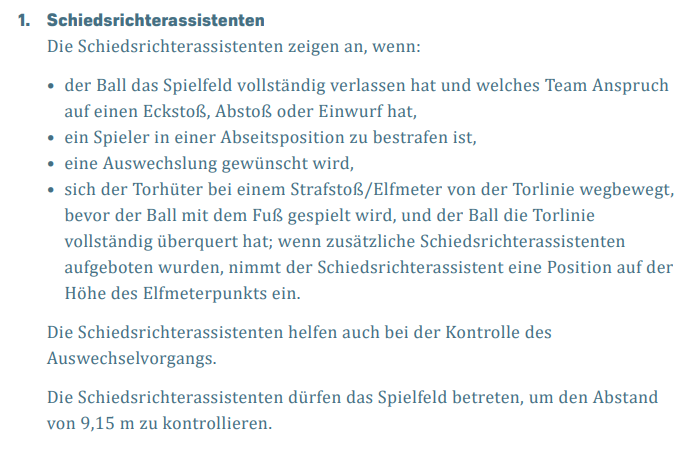 1. Schiedsrichterassistenten
Die Schiedsrichterassistenten zeigen an, wenn:
• der Ball das Spielfeld vollständig verlassen hat und welches Team Anspruch
auf einen Eckstoß, Abstoß oder Einwurf hat,
• ein Spieler in einer Abseitsposition zu bestrafen ist,
• eine Auswechslung gewünscht wird,
• sich der Torhüter bei einem Strafstoß/Elfmeter von der Torlinie wegbewegt,
bevor der Ball mit dem Fuß gespielt wird, und der Ball die Torlinie
vollständig überquert hat; wenn zusätzliche Schiedsrichterassistenten
aufgeboten wurden, nimmt der Schiedsrichterassistent eine Position auf der
Höhe des Elfmeterpunkts ein.
Die Schiedsrichterassistenten helfen auch bei der Kontrolle des
Auswechselvorgangs.
Die Schiedsrichterassistenten dürfen das Spielfeld betreten, um den Abstand
von 9,15 m zu kontrollieren.